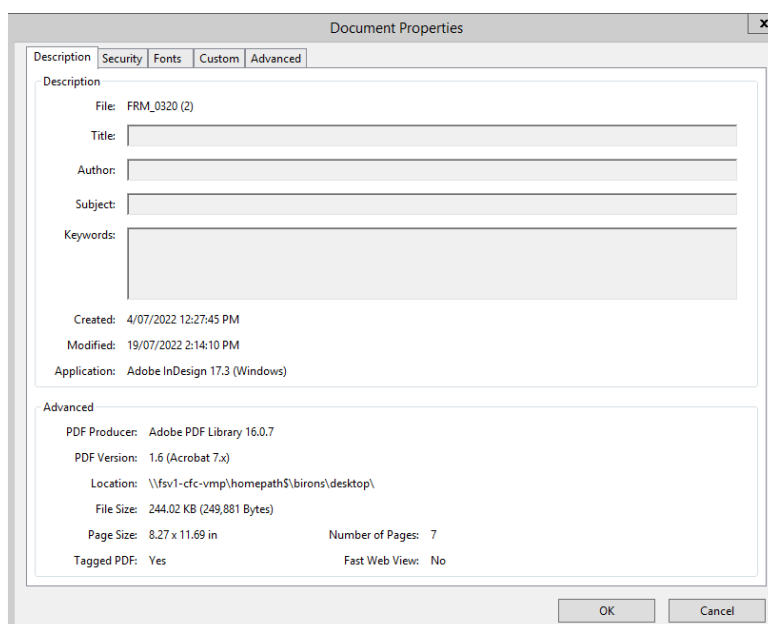 Document Properties
x
Description Security Fonts Custom Advanced
Description
File: FRM_0320 (2)
Title:
Author:
Subject:
Keywords:
Created: 4/07/2022 12:27:45 PM
Modified: 19/07/2022 2:14:10 PM
Application: Adobe InDesign 17.3 (Windows)
Advanced
PDF Producer: Adobe PDF Library 16.0.7
PDF Version: 1.6 (Acrobat 7.x)
Location: \\fsv1-cfc-vmp\homepath$\birons\desktop\
File Size: 244.02 KB (249,881 Bytes)
Page Size: 8.27 x 11.69 in Number of Pages: 7
Tagged PDF: Yes Fast Web View: No
OK Cancel